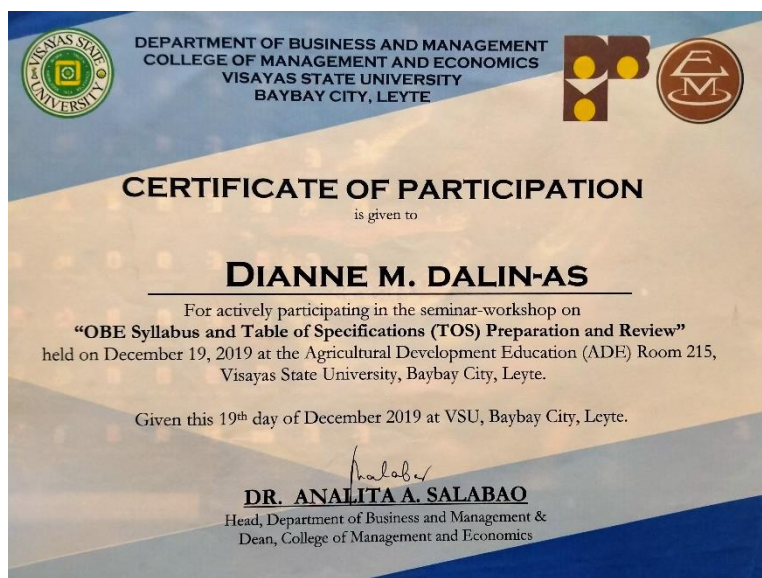 VISAYAS STATE
UNIVERSITY
DEPARTMENT OF BUSINESS AND MANAGEMENT
COLLEGE OF MANAGEMENT AND ECONOMICS
VISAYAS STATE UNIVERSITY
BAYBAY CITY, LEYTE
CERTIFICATE OF PARTICIPATION
is given to
DIANNE M. DALIN-AS
For actively participating in the seminar-workshop on
“OBE Syllabus and Table of Specifications (TOS) Preparation and Review”
held on December 19, 2019 at the Agricultural Development Education (ADE) Room 215,
Visayas State University, Baybay City, Leyte.
Given this 19th day of December 2019 at VSU, Baybay City, Leyte.
DR. ANALITA A. SALABAO
Head, Department of Business and Management &
Dean, College of Management and Economics